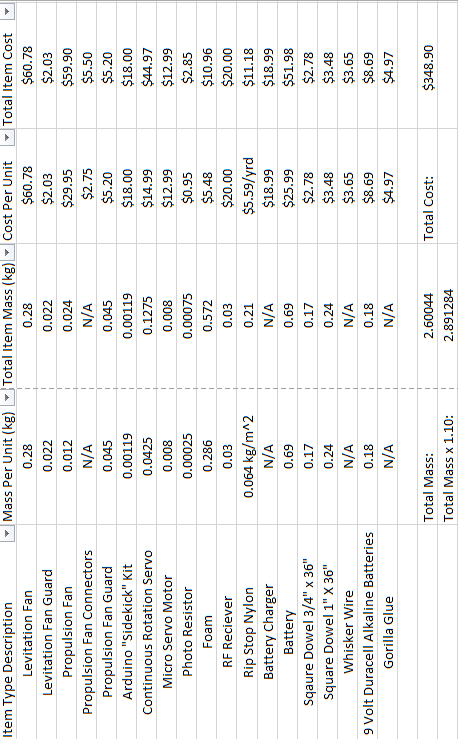 Item Type Description Mass Per Unit (kg) Total Item Mass (kg) Cost Per Unit Total Item Cost
Levitation Fan 0.28 0.28 $60.78 $60.78
Levitation Fan Guard 0.022 0.022 $2.03 $2.03
Propulsion Fan 0.012 0.024 $29.95 $59.90
Propulsion Fan Connectors N/A N/A $2.75 $5.50
Propulsion Fan Guard 0.045 0.045 $5.20 $5.20
Arduino "Sidekick" Kit 0.00119 0.00119 $18.00 $18.00
Continuous Rotation Servo 0.0425 0.1275 $14.99 $44.97
Micro Servo Motor 0.008 0.008 $12.99 $12.99
Photo Resistor 0.00025 0.00075 $0.95 $2.85
Foam 0.286 0.572 $5.48 $10.96
RF Reciever 0.03 0.03 $20.00 $20.00
Rip Stop Nylon 0.064 kg/m^2 0.21 $5.59/yrd $11.18
Battery Charger N/A N/A $18.99 $18.99
Battery 0.69 0.69 $25.99 $51.98
Sqaure Dowel 3/4" x 36" 0.17 0.17 $2.78 $2.78
Square Dowel 1" X 36" 0.24 0.24 $3.48 $3.48
Whisker Wire N/A N/A $3.65 $3.65
9 Volt Duracell Alkaline Batteries 0.18 0.18 $8.69 $8.69
Gorilla Glue N/A N/A $4.97 $4.97
Total Mass: 2.60044 Total Cost: $348.90
Total Mass x 1.10: 2.891284